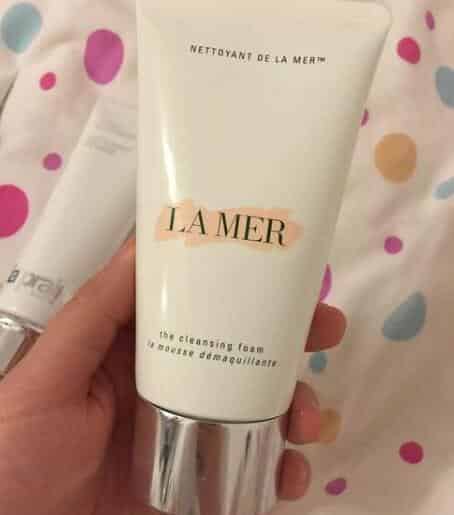 NETTOYANT DE LA MER™
LA MER
the cleansing foam
la mousse démaquillante